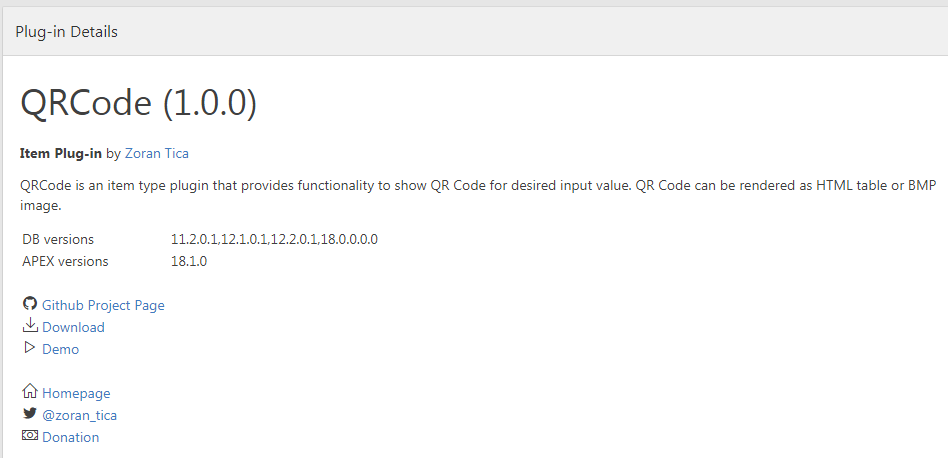 Plug-in Details
QRCode (1.0.0)
Item Plug-in by Zoran Tica
QRCode is an item type plugin that provides functionality to show QR Code for desired input value. QR Code can be rendered as HTML table or BMP
image.
DB versions 11.2.0.1,12.1.0.1,12.2.0.1,18.0.0.0.0
APEX versions 18.1.0
Github Project Page
Download
Demo
Homepage
@zoran_tica
Donation